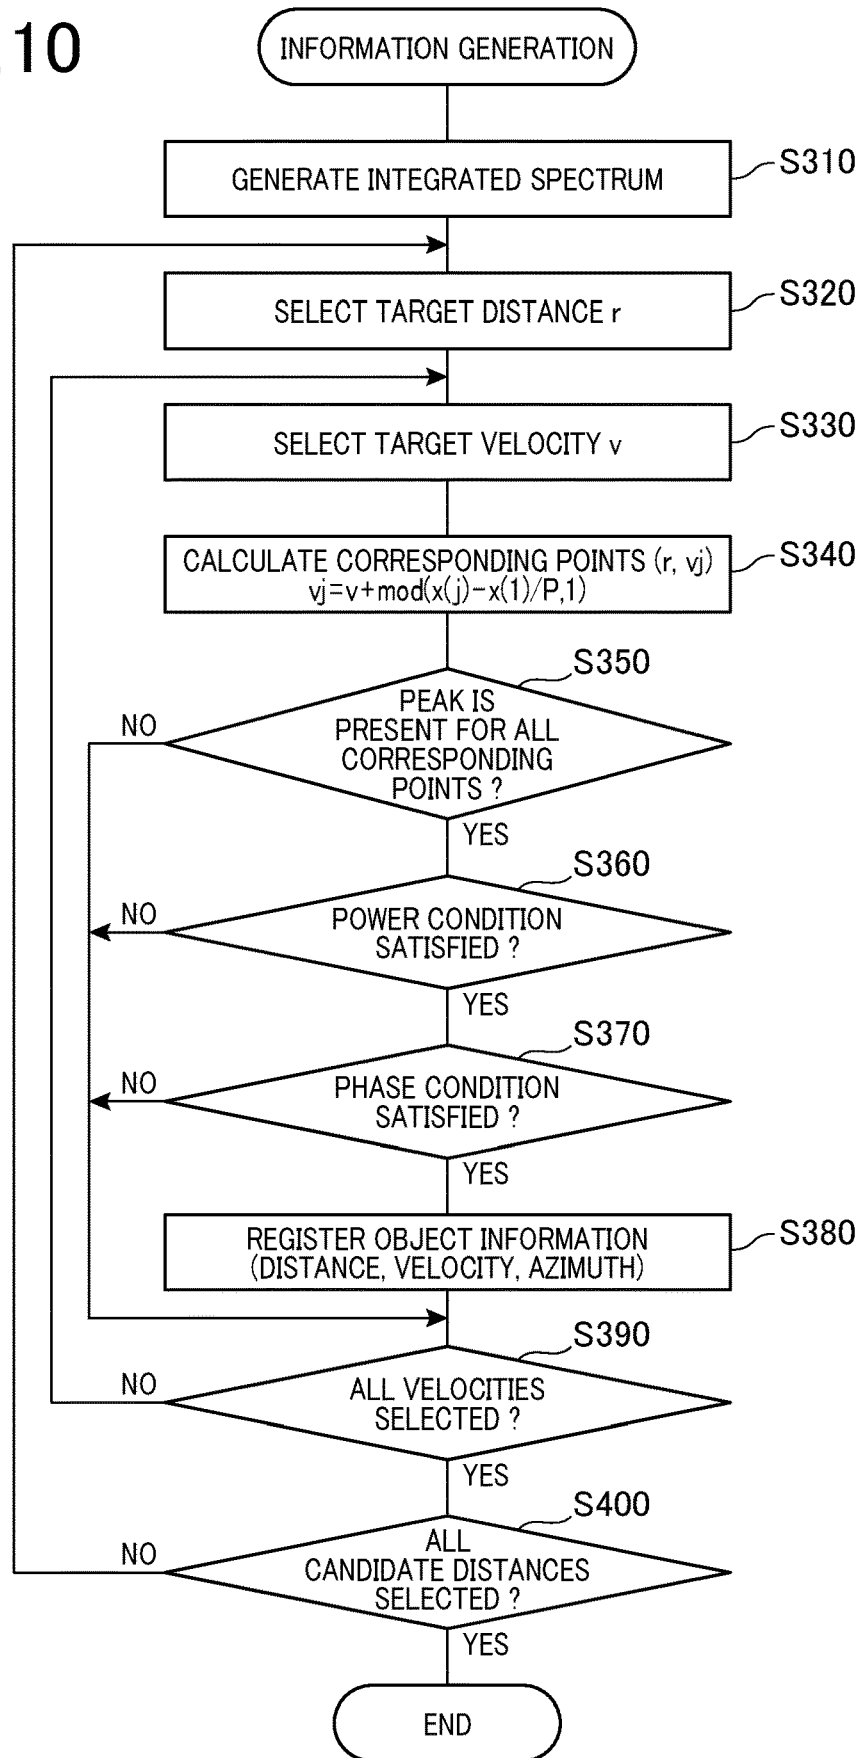 .10
INFORMATION GENERATION
GENERATE INTEGRATED SPECTRUM
S310
SELECT TARGET DISTANCE r
S320
SELECT TARGET VELOCITY v
S330
CALCULATE CORRESPONDING POINTS (r, vj)
vj=v+mod(x(j)-x(1)/P,1)
S340
S350
PEAK IS
PRESENT FOR ALL
CORRESPONDING
POINTS ?
NO
YES
S360
POWER CONDITION
SATISFIED ?
NO
YES
S370
PHASE CONDITION
SATISFIED ?
NO
YES
REGISTER OBJECT INFORMATION
(DISTANCE, VELOCITY, AZIMUTH)
S380
S390
ALL VELOCITIES
SELECTED ?
NO
YES
S400
ALL
CANDIDATE DISTANCES
SELECTED ?
NO
YES
END